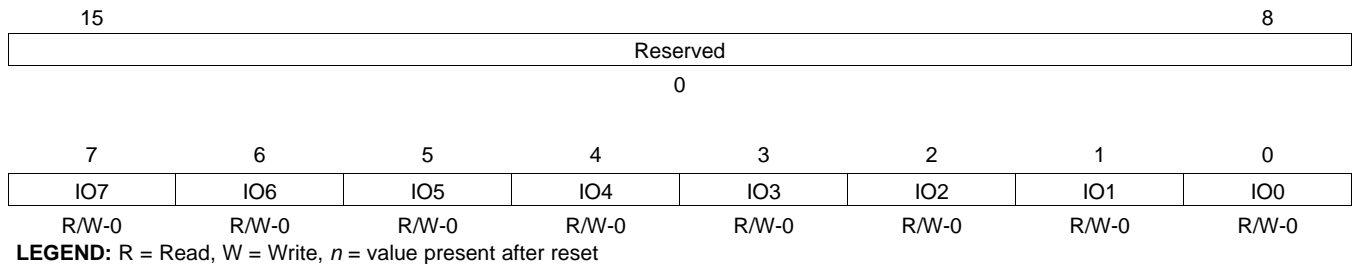 15 8
Reserved
0
7 6 5 4 3 2 1 0
IO7 IO6 IO5 IO4 IO3 IO2 IO1 IO0
R/W-0 R/W-0 R/W-0 R/W-0 R/W-0 R/W-0 R/W-0 R/W-0
LEGEND: R = Read, W = Write, n = value present after reset